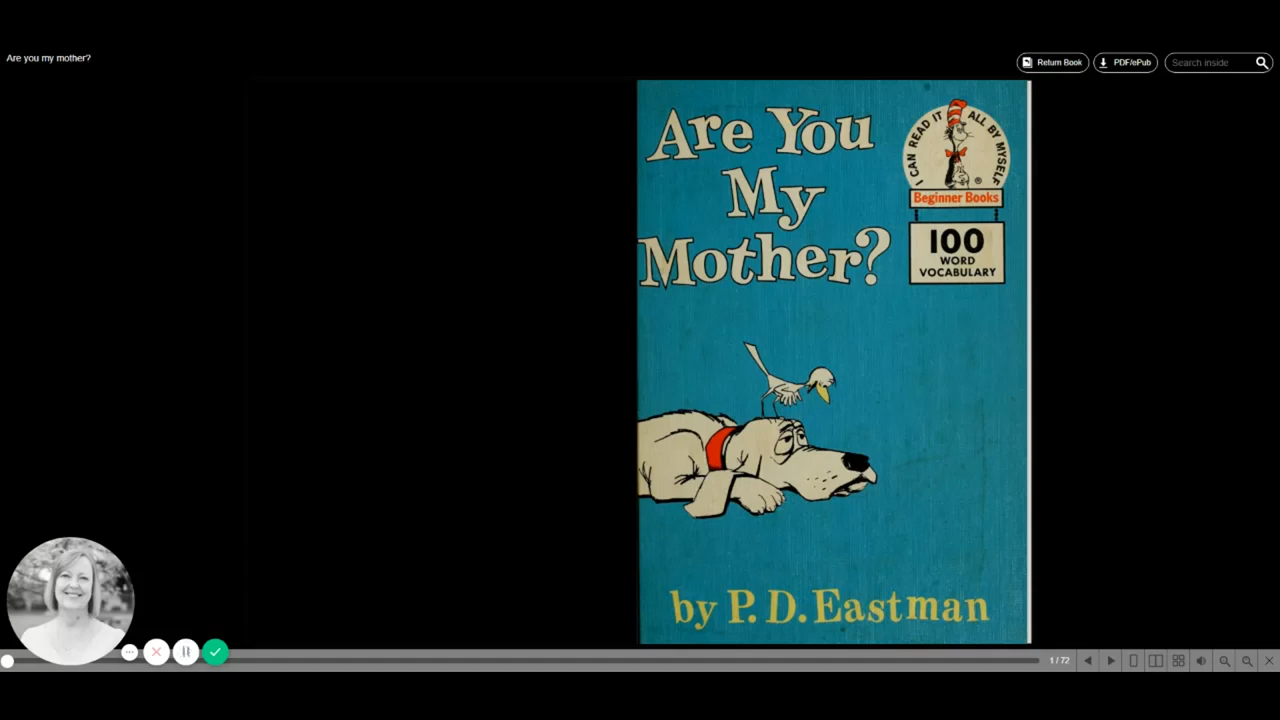 Are you my mother?
Return Book
PDF/ePub
Search inside
Are You
My
Mother?
I CAN READ IT ALL BY MYSELF
®
Beginner Books
100
WORD
VOCABULARY
by P. D. Eastman
1 / 72